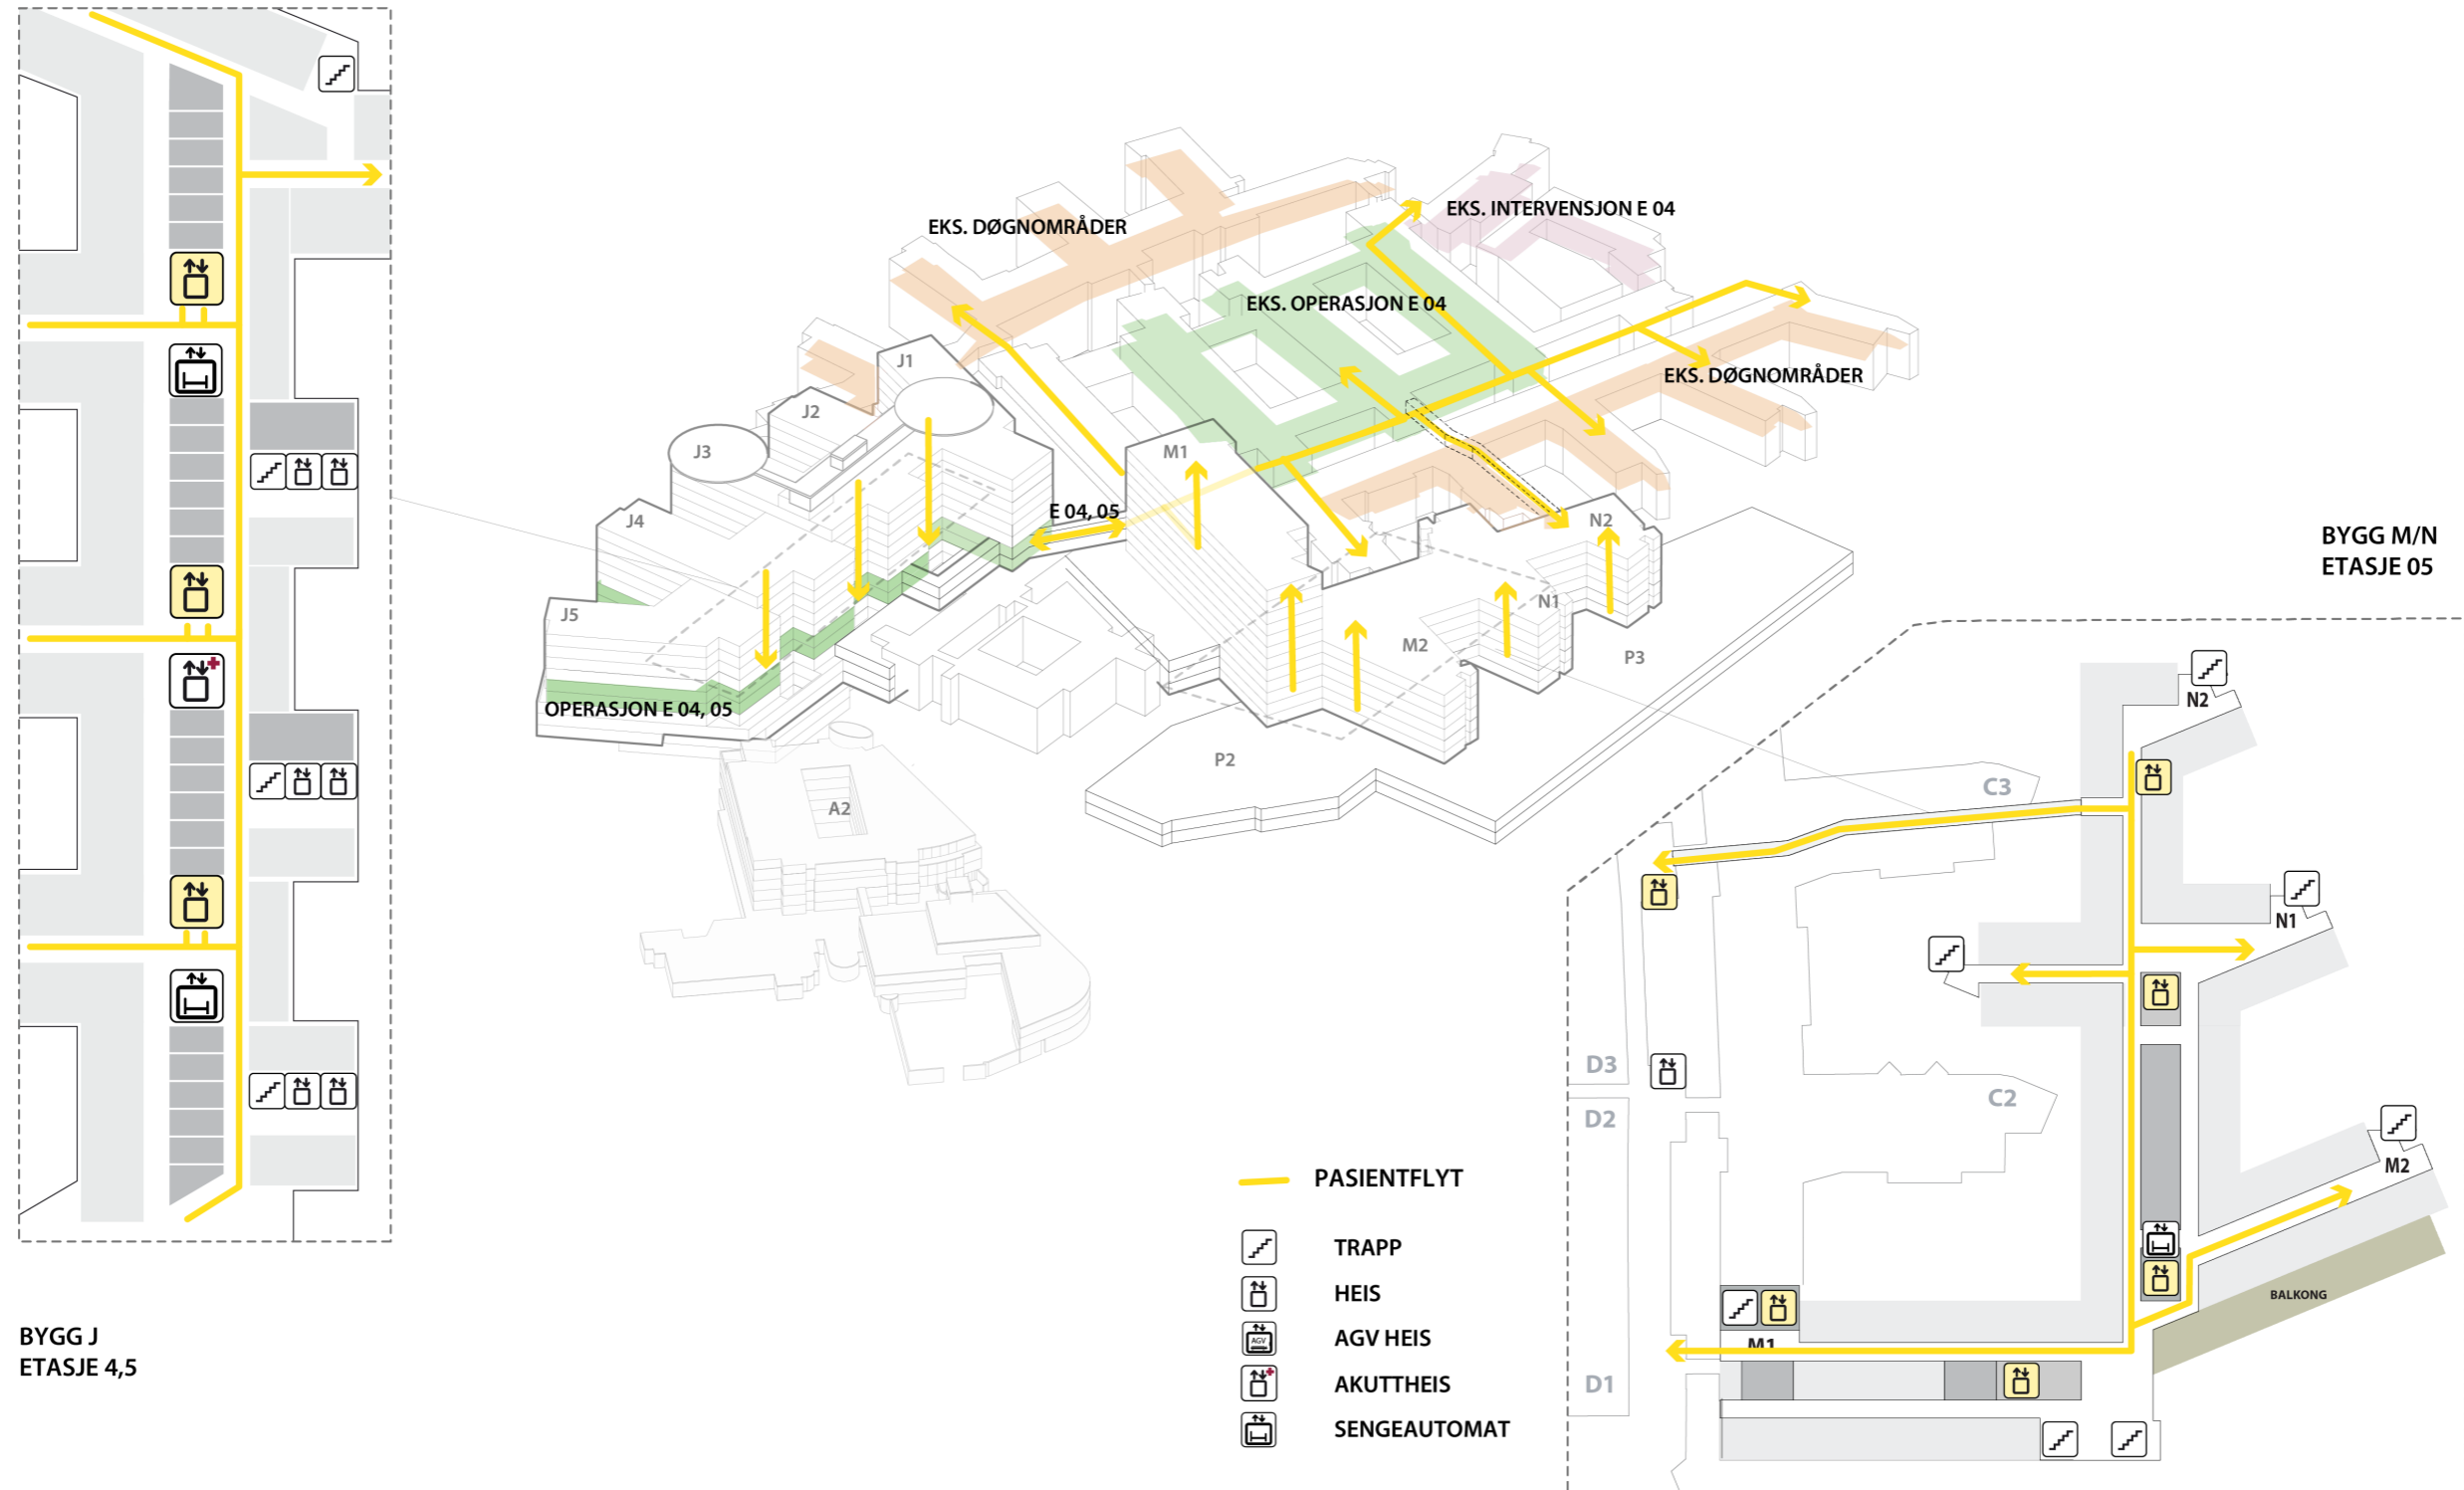 EKS. DØGNOMRÅDER
EKS. INTERVENSJON E 04
EKS. OPERASJON E 04
EKS. DØGNOMRÅDER
J1
J2
J3
J4
J5
M1
E 04, 05
N2
N1
M2
P3
P2
A2
OPERASJON E 04, 05
BYGG M/N
ETASJE 05
N2
C3
N1
D3
D2
C2
M2
BALKONG
M1
D1
PASIENTFLYT
TRAPP
HEIS
AGV
AGV HEIS
AKUTTHEIS
SENGEAUTOMAT
BYGG J
ETASJE 4,5